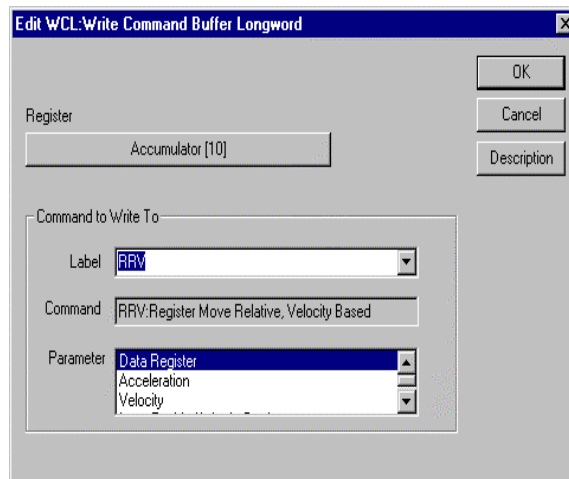 Edit WCL:Write Command Buffer Longword
OK
Register
Cancel
Accumulator [10]
Description
Command to Write To
Label RRV
Command RRV:Register Move Relative, Velocity Based
Parameter Data Register
Acceleration
Velocity